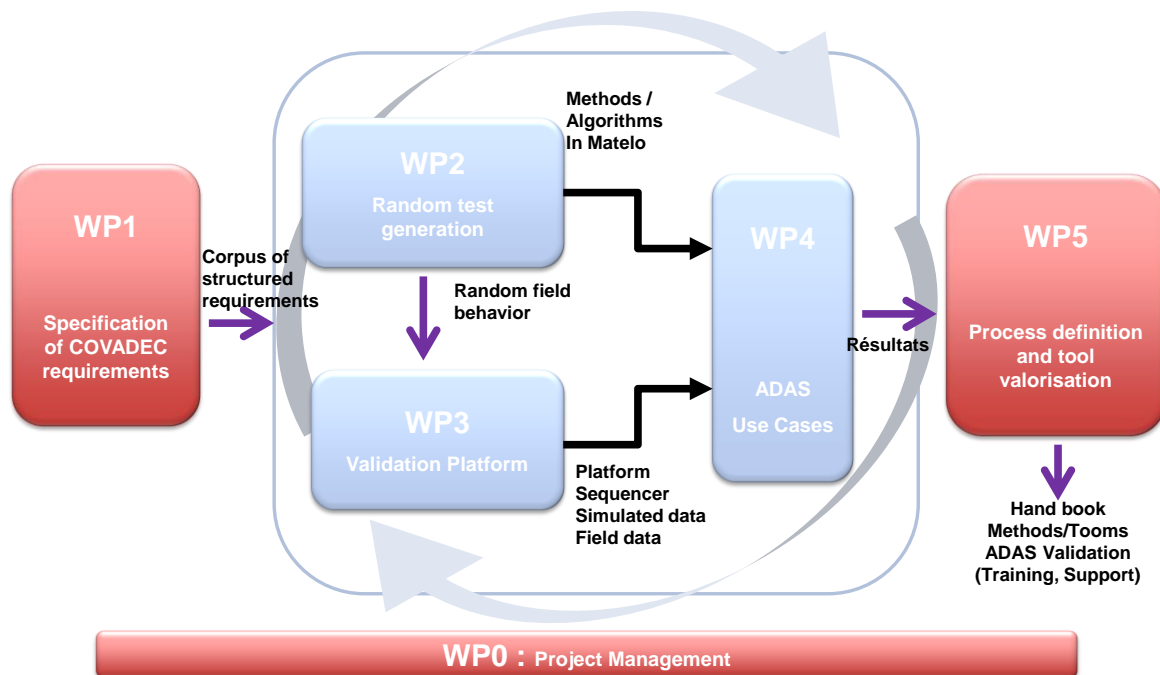 WP1
Specification
of COVADEC
requirements
Corpus of
structured
requirements
WP2
Random test
generation
Methods /
Algorithms
In Matelo
Random field
behavior
WP3
Validation Platform
Platform
Sequencer
Simulated data
Field data
WP4
ADAS
Use Cases
Résultats
WP5
Process definition
and tool
valorisation
Hand book
Methods/Tooms
ADAS Validation
(Training, Support)
WP0 : Project Management